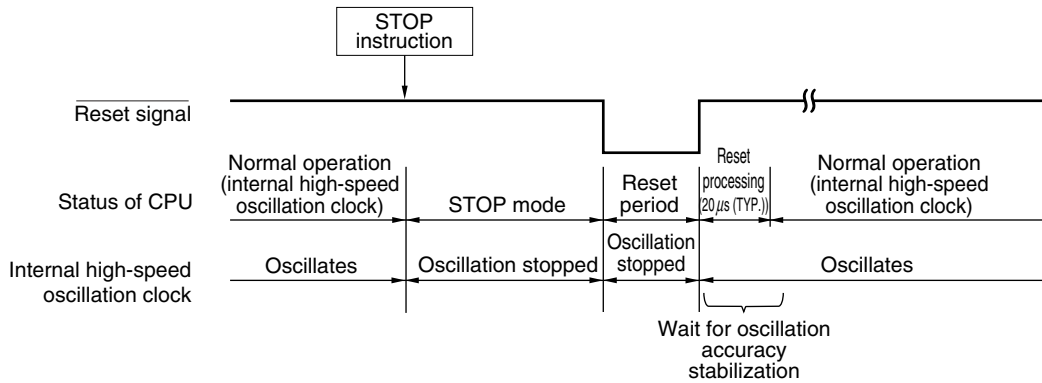 STOP
instruction
Reset signal
Status of CPU
Normal operation
(internal high-speed
oscillation clock)
STOP mode
Reset
period
Reset
processing
(20 μs (TYP.))
Normal operation
(internal high-speed
oscillation clock)
Internal high-speed
oscillation clock
Oscillates
Oscillation stopped
Oscillation
stopped
Oscillates
Wait for oscillation
accuracy
stabilization